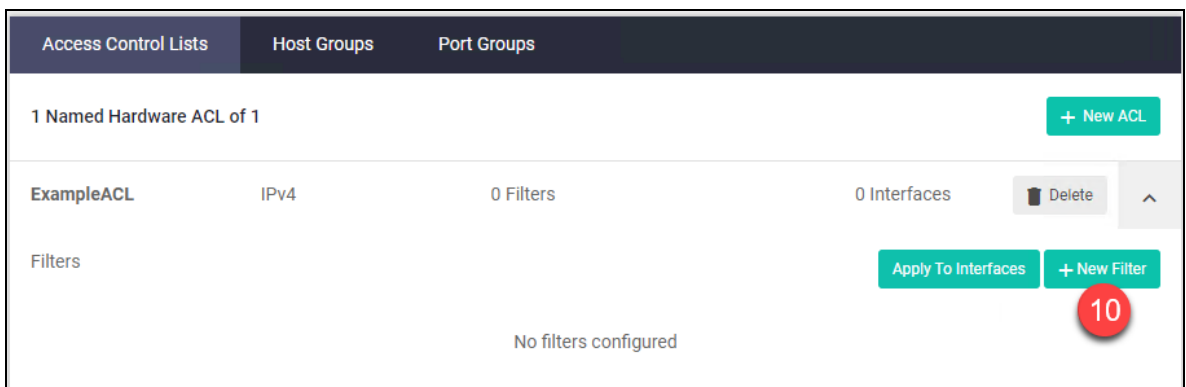 Access Control Lists Host Groups Port Groups
1 Named Hardware ACL of 1 + New ACL
ExampleACL IPv4 0 Filters 0 Interfaces Delete
Filters Apply To Interfaces + New Filter
10
No filters configured